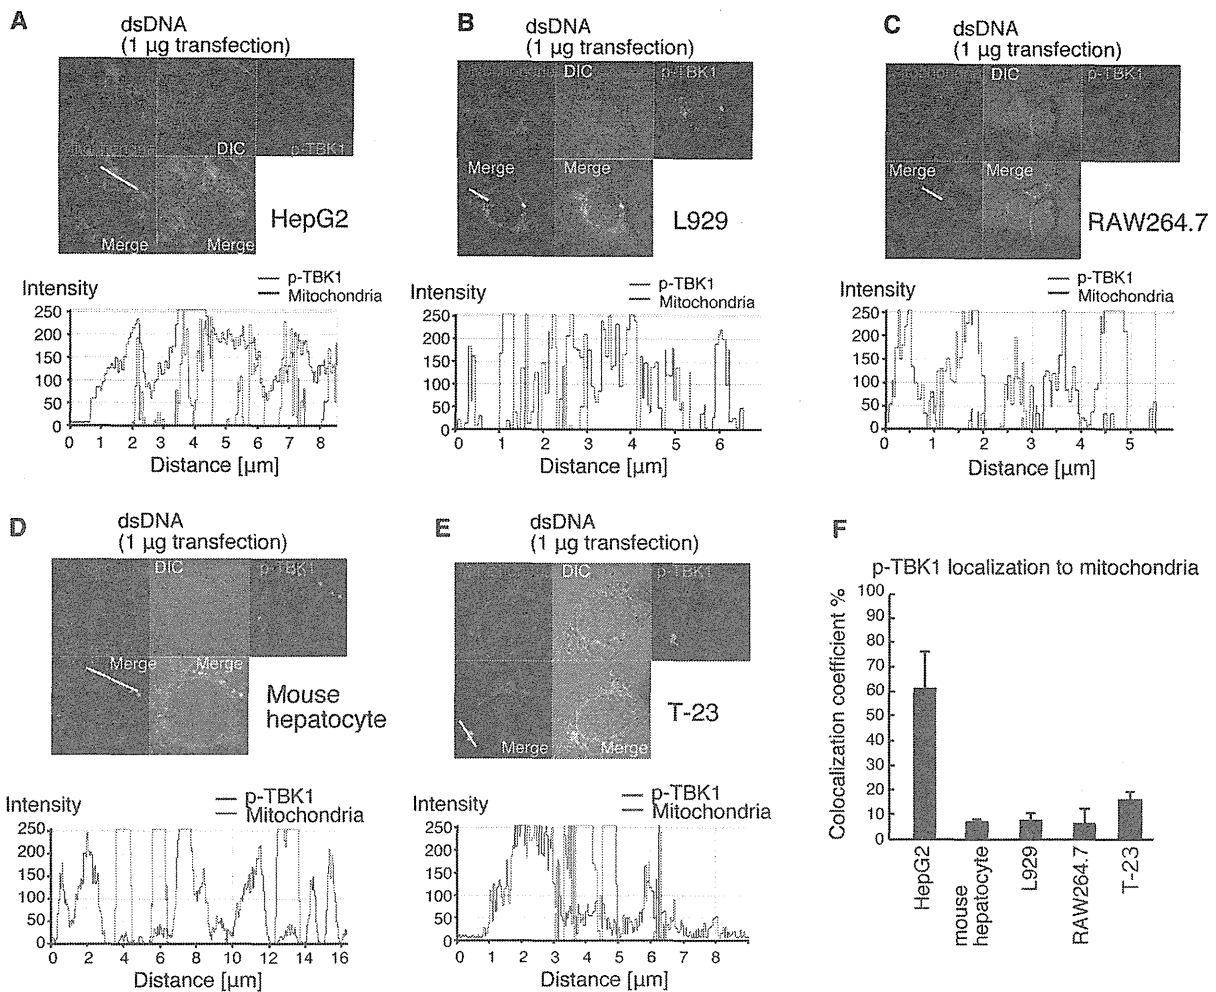 A
dsDNA
(1 µg transfection)
DIC
p-TBK1
Merge
Merge
HepG2
Intensity
p-TBK1
Mitochondria
250
200
150
100
50
0
0 1 2 3 4 5 6 7 8
Distance [µm]
B
dsDNA
(1 µg transfection)
DIC
p-TBK1
Merge
Merge
L929
Intensity
p-TBK1
Mitochondria
250
200
150
100
50
0
0 1 2 3 4 5 6
Distance [µm]
C
dsDNA
(1 µg transfection)
DIC
p-TBK1
Merge
Merge
RAW264.7
Intensity
p-TBK1
Mitochondria
250
200
150
100
50
0
0 1 2 3 4 5
Distance [µm]
D
dsDNA
(1 µg transfection)
DIC
p-TBK1
Merge
Merge
Mouse
hepatocyte
Intensity
p-TBK1
Mitochondria
250
200
150
100
50
0
0 2 4 6 8 10 12 14 16
Distance [µm]
E
dsDNA
(1 µg transfection)
DIC
p-TBK1
Merge
Merge
T-23
Intensity
p-TBK1
Mitochondria
250
200
150
100
50
0
0 1 2 3 4 5 6 7 8
Distance [µm]
F
p-TBK1 localization to mitochondria
Colocalization coefficient %
100
90
80
70
60
50
40
30
20
10
0
HepG2
mouse
hepatocyte
L929
RAW264.7
T-23